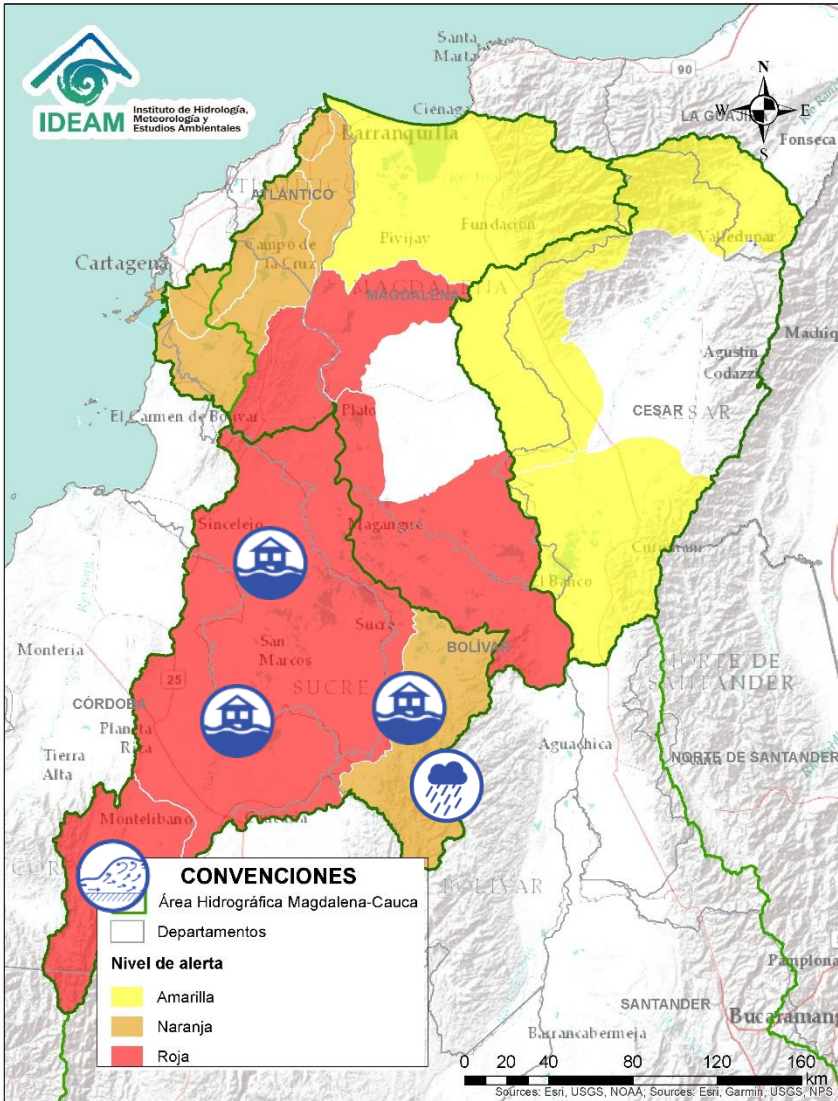 Santa
Marta
90
N
W E
S
IDEAM
Instituto de Hidrología,
Meteorología y
Estudios Ambientales
Ciénaga
Barranquilla
Fonseca
ATLÁNTICO
Pivijay
Fundación
Valledupar
Campo de
la Cruz
Cartagena
MAGDALENA
Agustín
Codazzi
CESAR
CESAR
El Carmen de Bolívar
Plato
Sincelejo
Magangué
El Banco
Sucre
San
Marcos
BOLÍVAR
Montería
25
SUCRE
CÓRDOBA
Planeta
Rica
Tierra
Alta
NORTE DE
SANTANDER
NORTE DE SANTANDER
Aguachica
Montelíbano
BOLÍVAR
CONVENCIONES
Área Hidrográfica Magdalena-Cauca
Departamentos
Nivel de alerta
Amarilla
Naranja
Roja
Pamplona
SANTANDER
Barrancabermeja
0 20 40 80 120 160
km
Sources: Esri, USGS, NOAA; Sources: Esri, Garmin, USGS, NPS